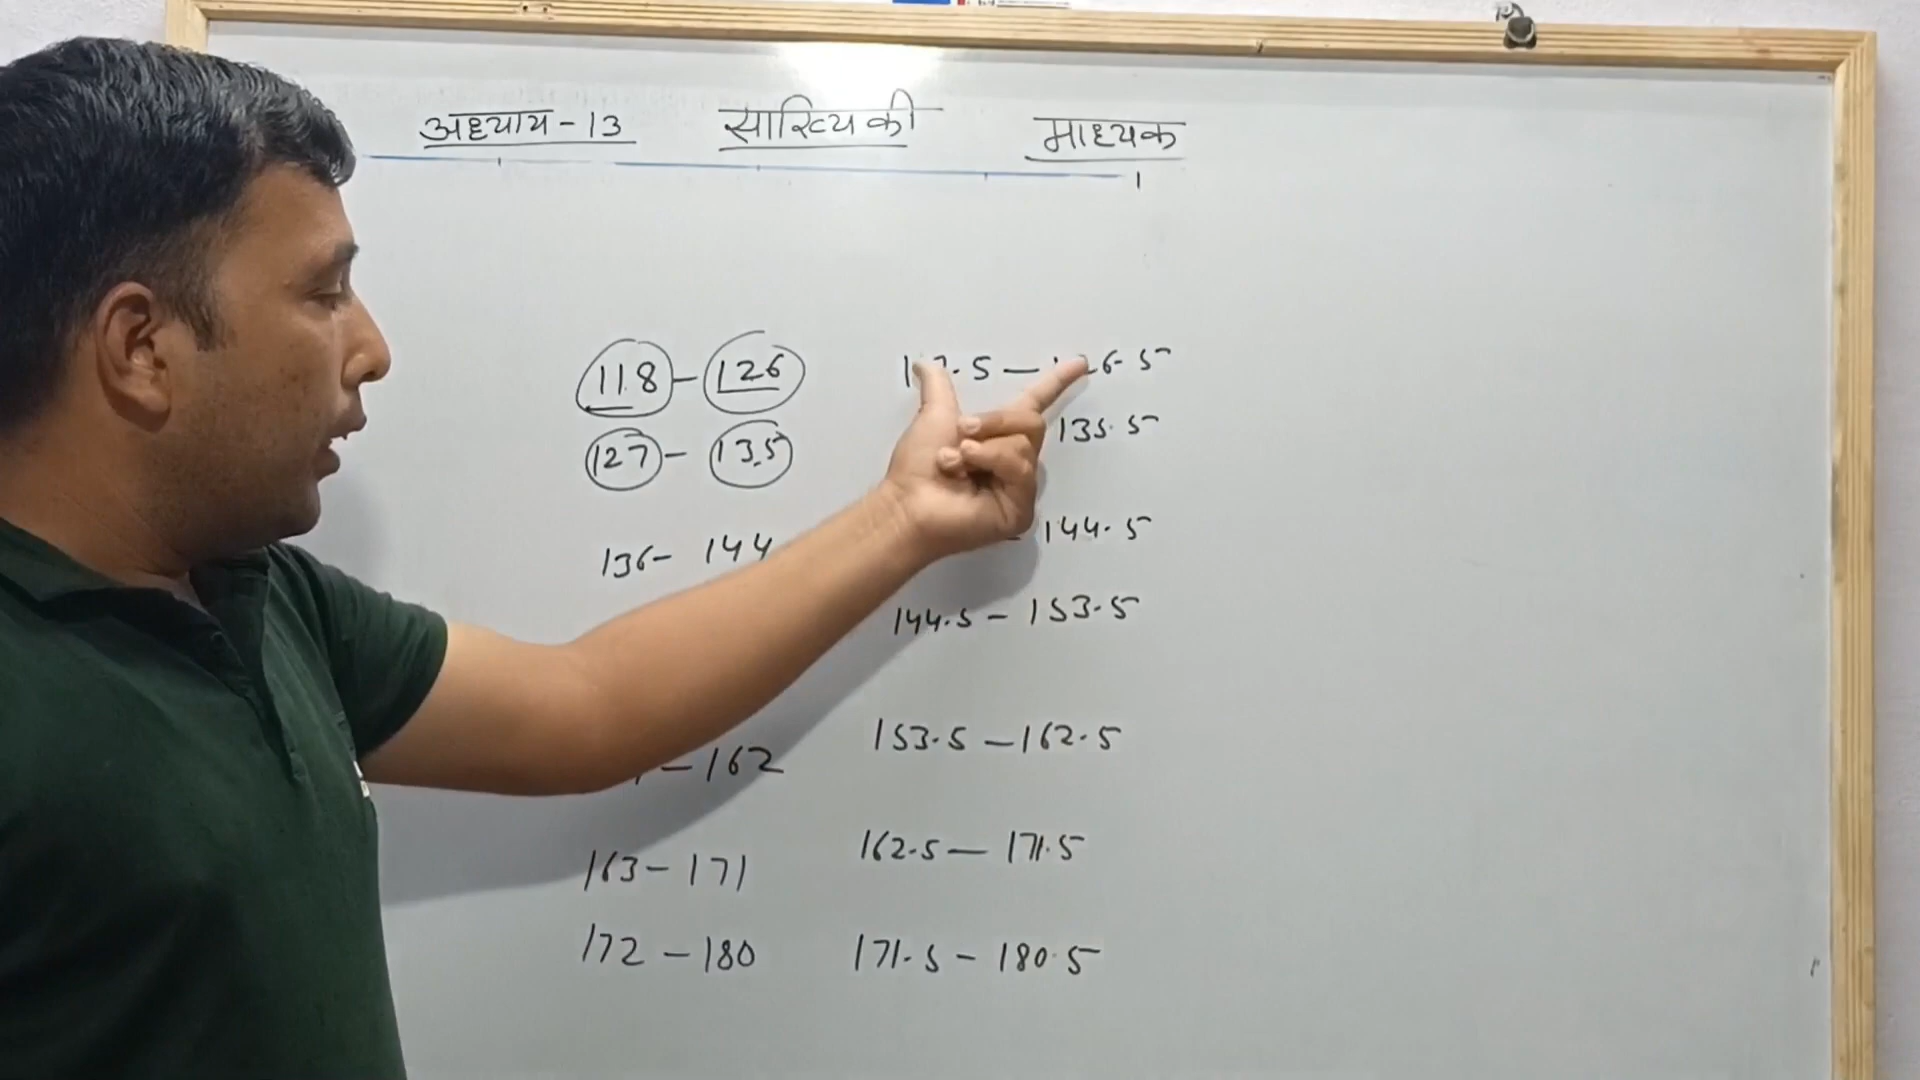 अध्याय - 13 सांख्यिकी माध्यक
118 - 126
127 - 135 135.5
136 - 144 - 144.5
144.5 - 153.5
- 162 153.5 - 162.5
163 - 171 162.5 - 171.5
172 - 180 171.5 - 180.5